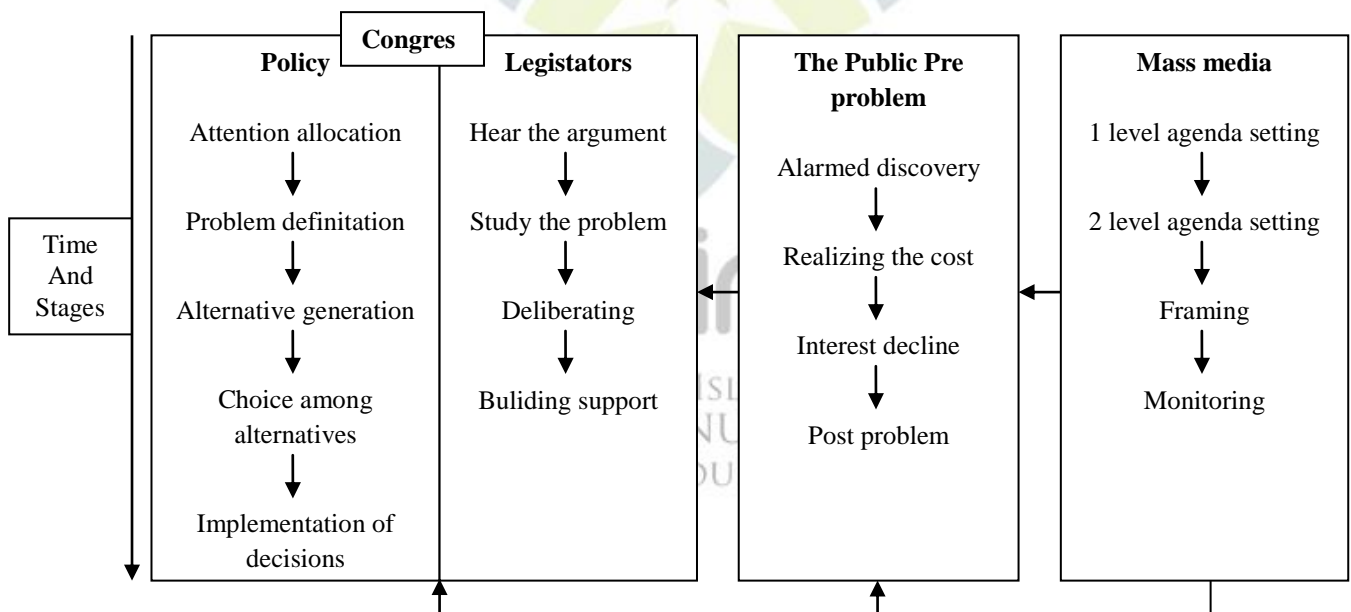 Congres
Policy
Attention allocation
Problem definitation
Alternative generation
Choice among
alternatives
Implementation of
decisions
Legistators
Hear the argument
Study the problem
Deliberating
Buliding support
The Public Pre
problem
Alarmed discovery
Realizing the cost
Interest decline
Post problem
Mass media
1 level agenda setting
2 level agenda setting
Framing
Monitoring
Time
And
Stages